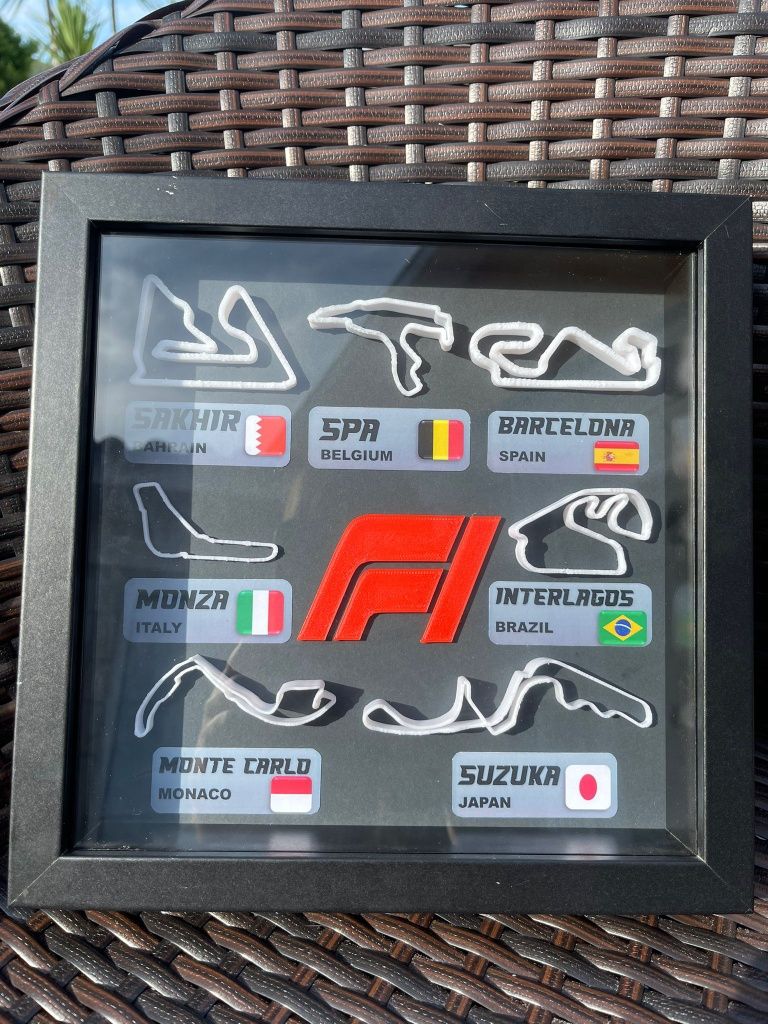 SAKHIR
BAHRAIN
SPA
BELGIUM
BARCELONA
SPAIN
MONZA
ITALY
F1
INTERLAGOS
BRAZIL
MONTE CARLO
MONACO
SUZUKA
JAPAN